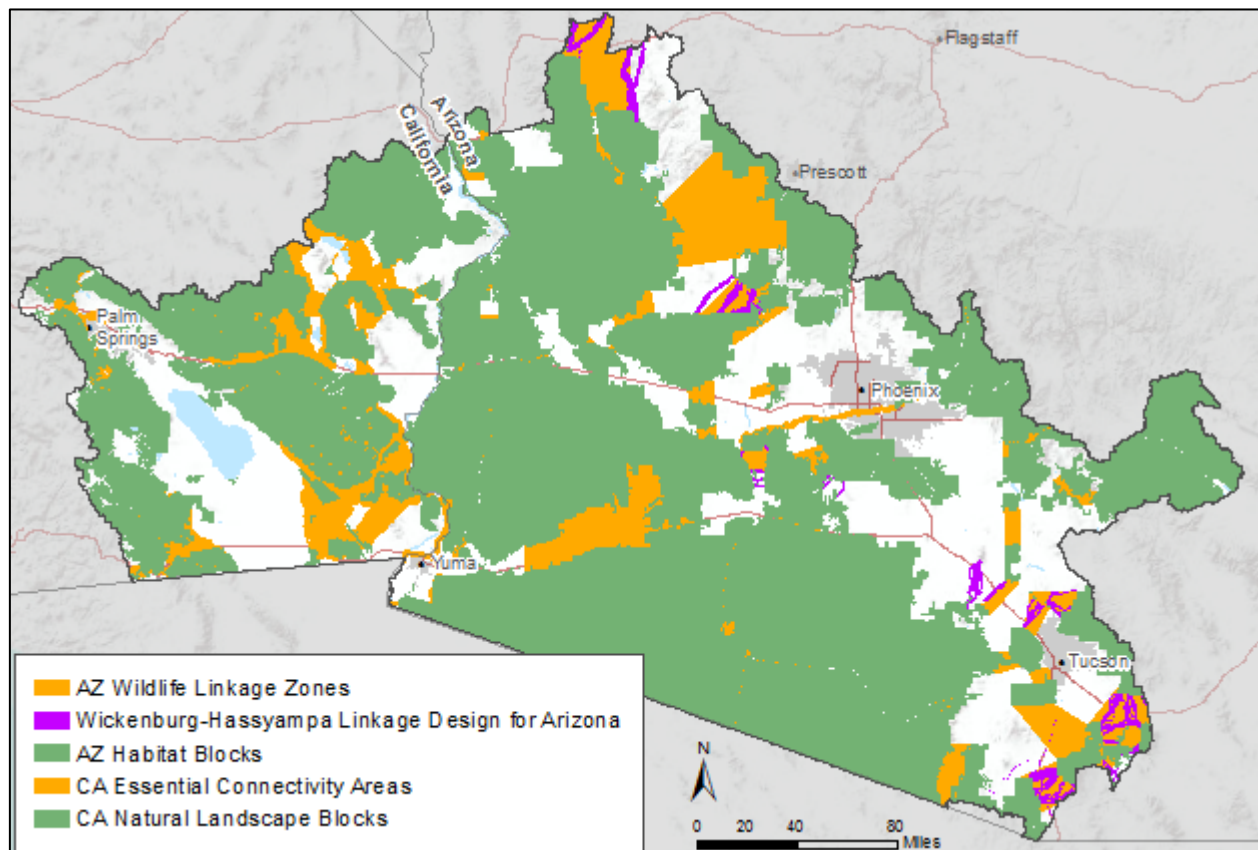 Flagstaff
Arizona
California
Prescott
Palm
Springs
Phoenix
Yuma
Tucson
AZ Wildlife Linkage Zones
Wickenburg-Hassyampa Linkage Design for Arizona
AZ Habitat Blocks
CA Essential Connectivity Areas
CA Natural Landscape Blocks
N
0 20 40 80
Miles